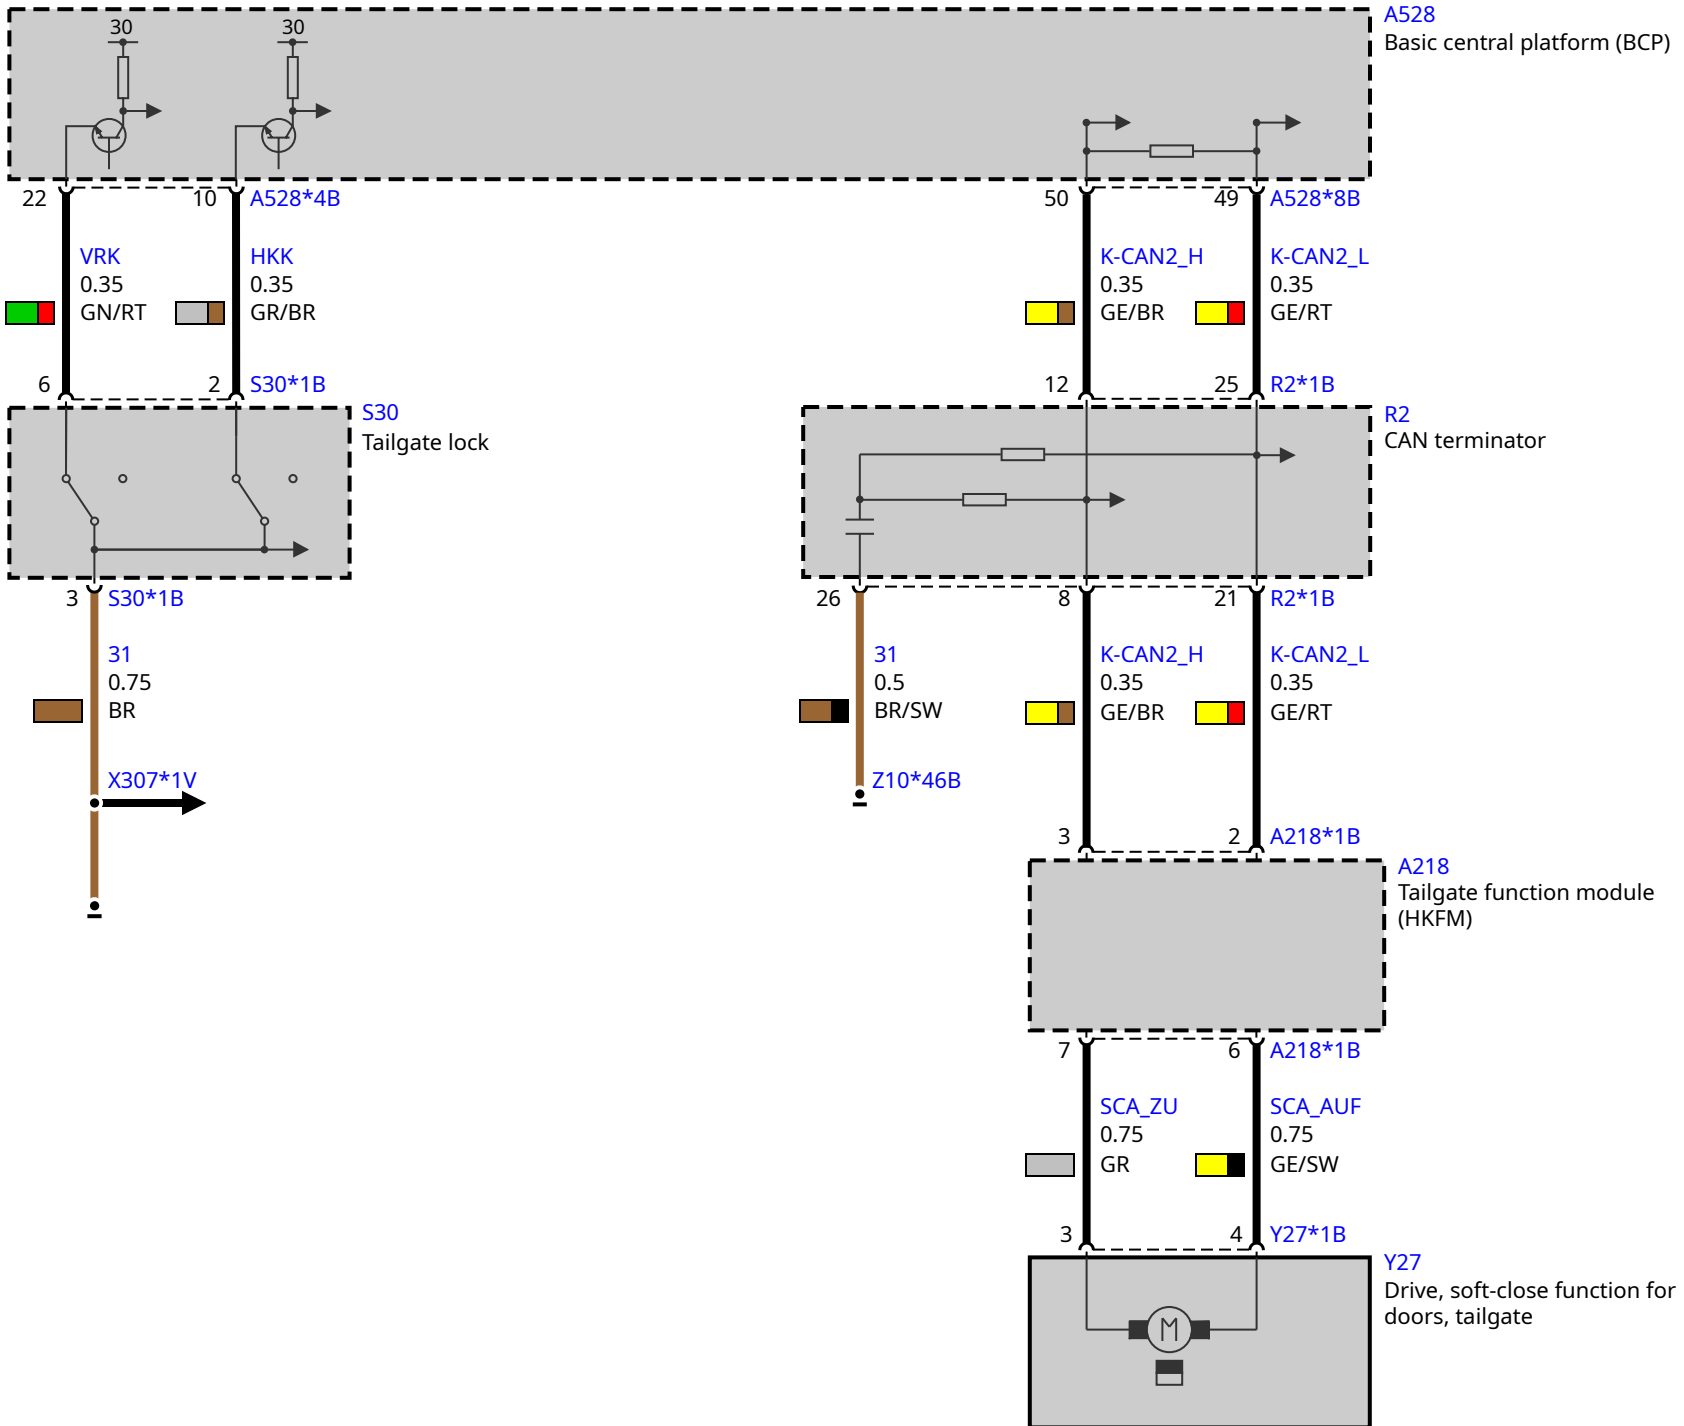 A528
Basic central platform (BCP)
30
30
22
10
A528*4B
50
49
A528*8B
VRK
0.35
GN/RT
HKK
0.35
GR/BR
K-CAN2_H
0.35
GE/BR
K-CAN2_L
0.35
GE/RT
6
2
S30*1B
12
25
R2*1B
S30
Tailgate lock
R2
CAN terminator
3
S30*1B
26
8
21
R2*1B
31
0.75
BR
31
0.5
BR/SW
K-CAN2_H
0.35
GE/BR
K-CAN2_L
0.35
GE/RT
X307*1V
Z10*46B
3
2
A218*1B
A218
Tailgate function module
(HKFM)
7
6
A218*1B
SCA_ZU
0.75
GR
SCA_AUF
0.75
GE/SW
3
4
Y27*1B
Y27
Drive, soft-close function for
doors, tailgate
M